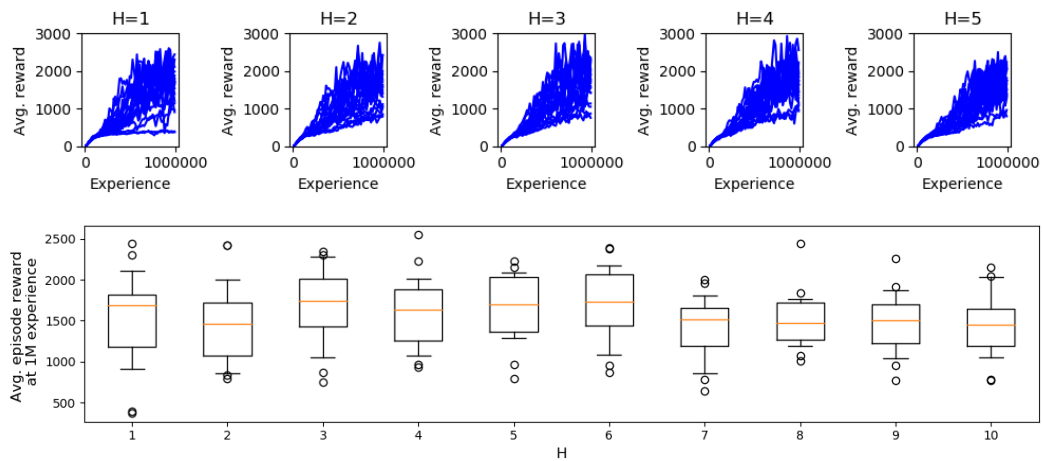 H=1 H=2 H=3 H=4 H=5
3000 3000 3000 3000 3000
2000 2000 2000 2000 2000
1000 1000 1000 1000 1000
0 0 0 0 0
Avg. reward Avg. reward Avg. reward Avg. reward Avg. reward
0 1000000 0 1000000 0 1000000 0 1000000 0 1000000
Experience Experience Experience Experience Experience
Avg. episode reward
at 1M experience
2500
2000
1500
1000
500
1 2 3 4 5 6 7 8 9 10
H